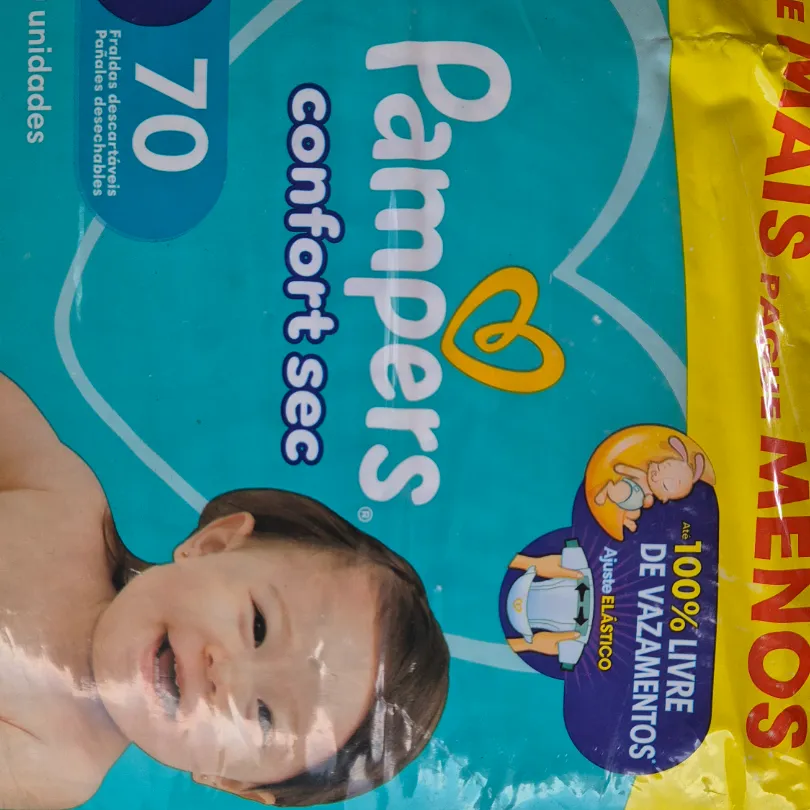 MAIS PAGUE MENOS
Pampers®
confort sec
Até 100% LIVRE
DE VAZAMENTOS
Ajuste ELÁSTICO
70
Fraldas descartáveis
Pañales desechables
unidades